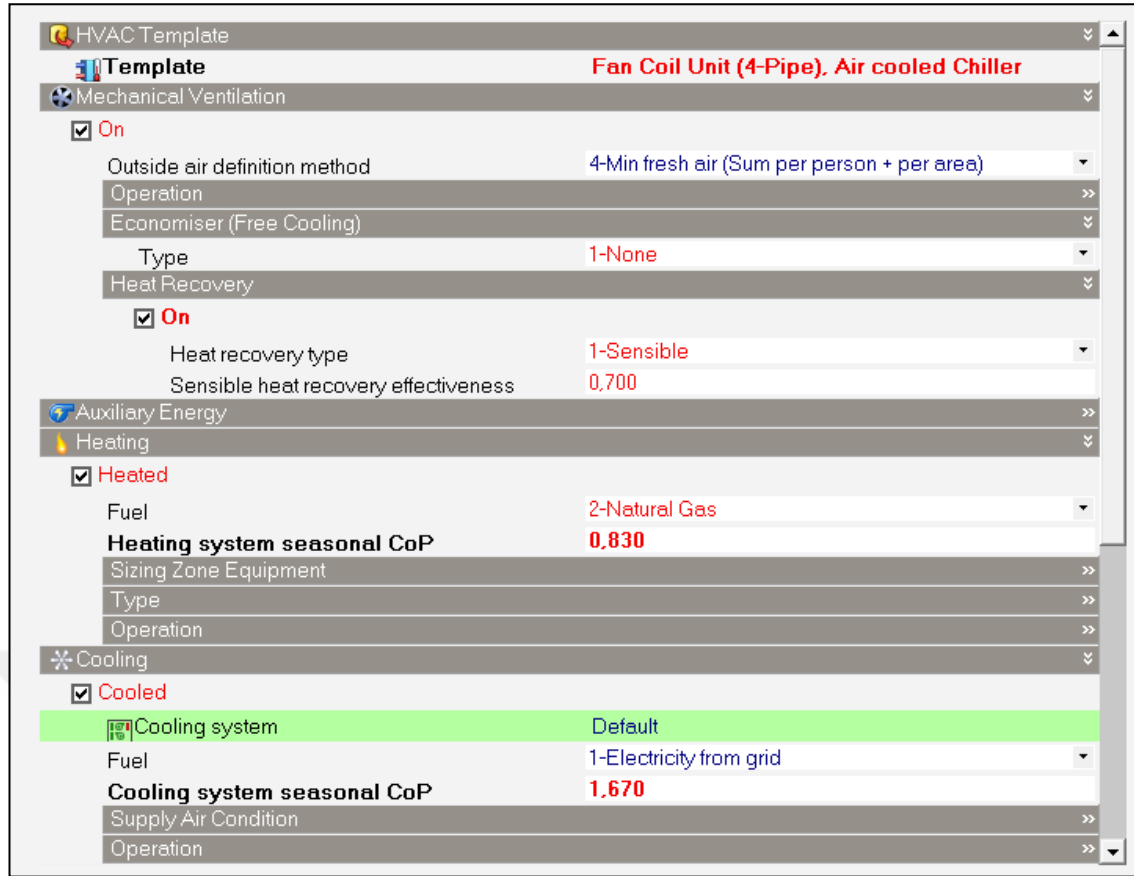 HVAC Template
Template Fan Coil Unit (4-Pipe), Air cooled Chiller
Mechanical Ventilation
On
Outside air definition method 4-Min fresh air (Sum per person + per area)
Operation
Economiser (Free Cooling)
Type 1-None
Heat Recovery
On
Heat recovery type 1-Sensible
Sensible heat recovery effectiveness 0,700
Auxiliary Energy
Heating
Heated
Fuel 2-Natural Gas
Heating system seasonal CoP 0,830
Sizing Zone Equipment
Type
Operation
Cooling
Cooled
Cooling system Default
Fuel 1-Electricity from grid
Cooling system seasonal CoP 1,670
Supply Air Condition
Operation